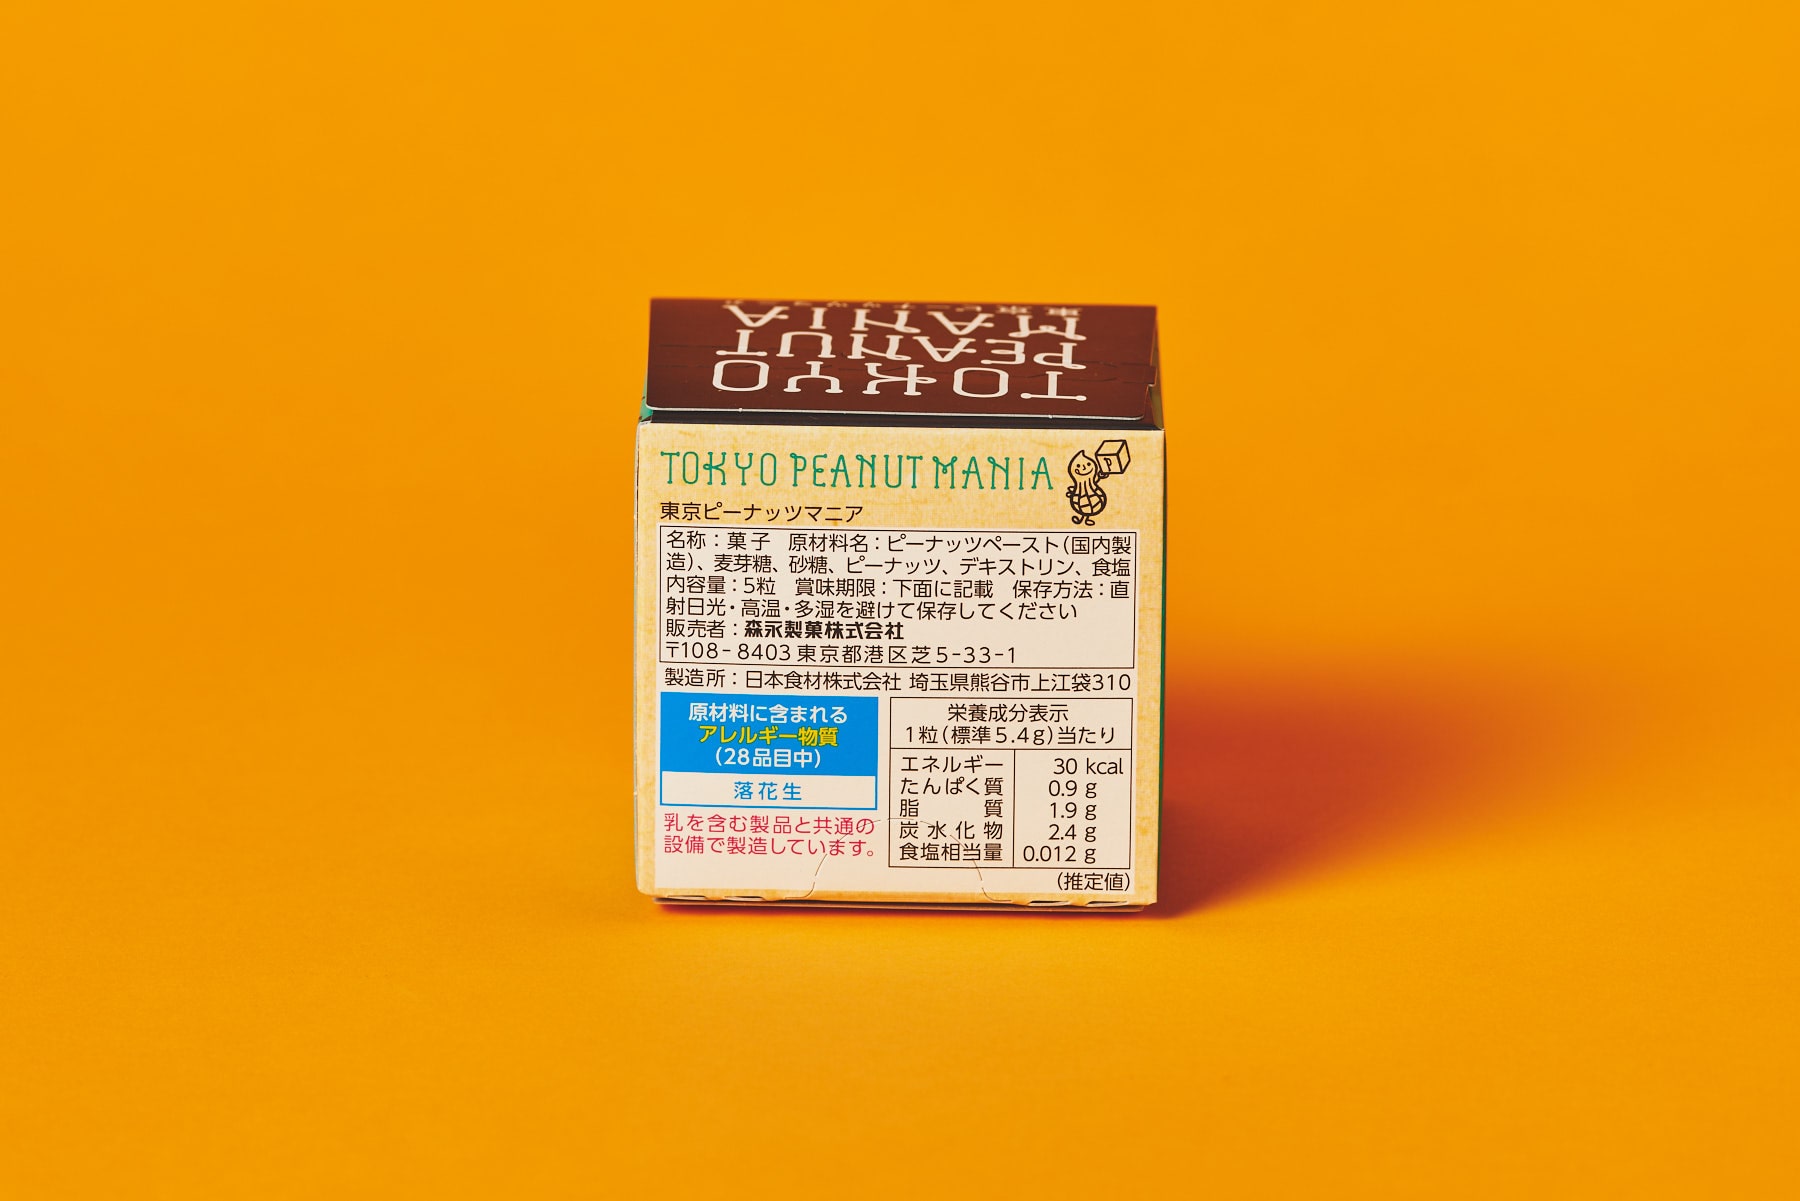 TOKYO
PEANUT
MANIA
東京ピーナッツマニア
TOKYO PEANUT MANIA
P
東京ピーナッツマニア
名称：菓子　原材料名：ピーナッツペースト（国内製
造）、麦芽糖、砂糖、ピーナッツ、デキストリン、食塩
内容量：5粒　賞味期限：下面に記載　保存方法：直
射日光・高温・多湿を避けて保存してください
販売者：森永製菓株式会社
〒108-8403 東京都港区芝5-33-1
製造所：日本食材株式会社 埼玉県熊谷市上江袋310
原材料に含まれる
アレルギー物質
（28品目中）
落花生
乳を含む製品と共通の
設備で製造しています。
栄養成分表示
1粒（標準5.4g）当たり
エネルギー 30 kcal
たんぱく質 0.9 g
脂質 1.9 g
炭水化物 2.4 g
食塩相当量 0.012 g
（推定値）